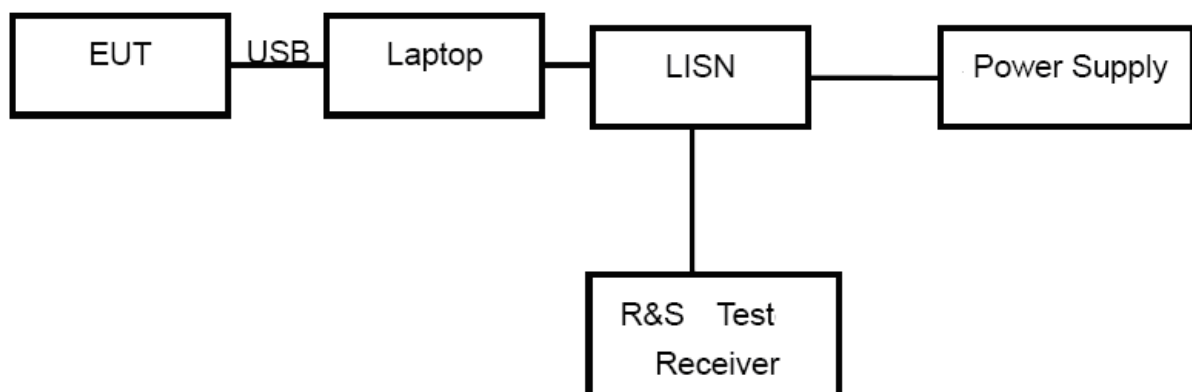 EUT
USB
Laptop
LISN
Power Supply
R&S Test
Receiver